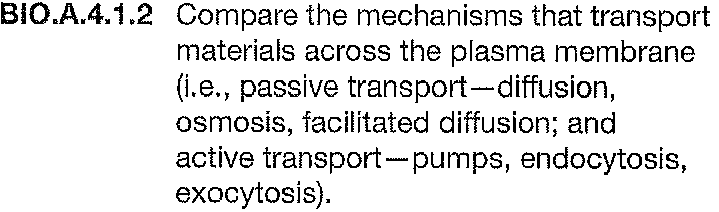 BIO.A.4.1.2 Compare the mechanisms that transport
materials across the plasma membrane
(i.e., passive transport—diffusion,
osmosis, facilitated diffusion; and
active transport—pumps, endocytosis,
exocytosis).